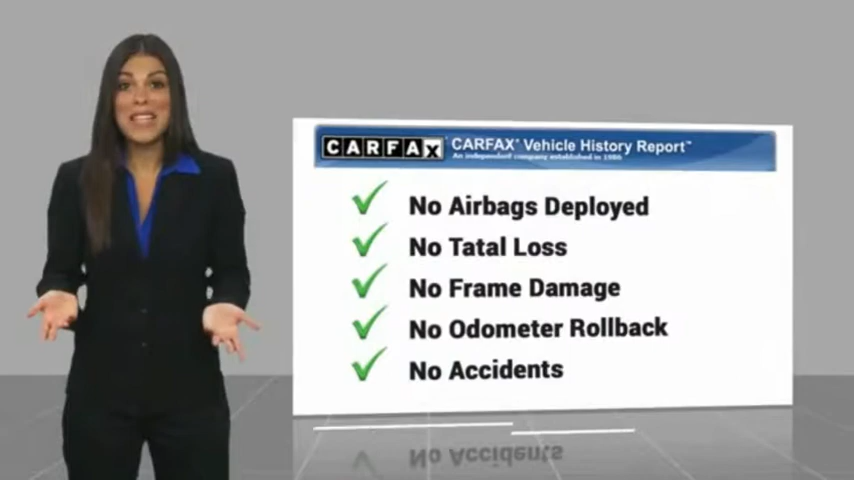 CARFAX CARFAX® Vehicle History Report™
An independent company established in 1986
No Airbags Deployed
No Tatal Loss
No Frame Damage
No Odometer Rollback
No Accidents
No Accidents